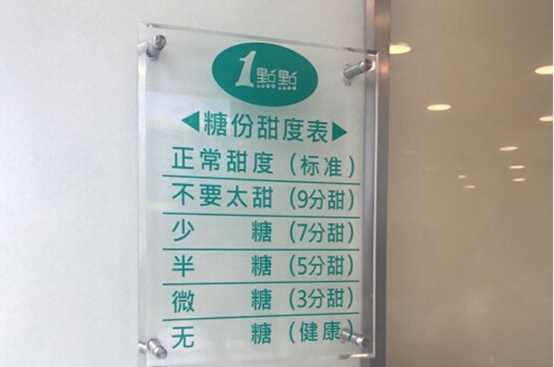 1點點
◀糖份甜度表▶
正常甜度(标准)
不要太甜(9分甜)
少糖(7分甜)
半糖(5分甜)
微糖(3分甜)
无糖(健康)